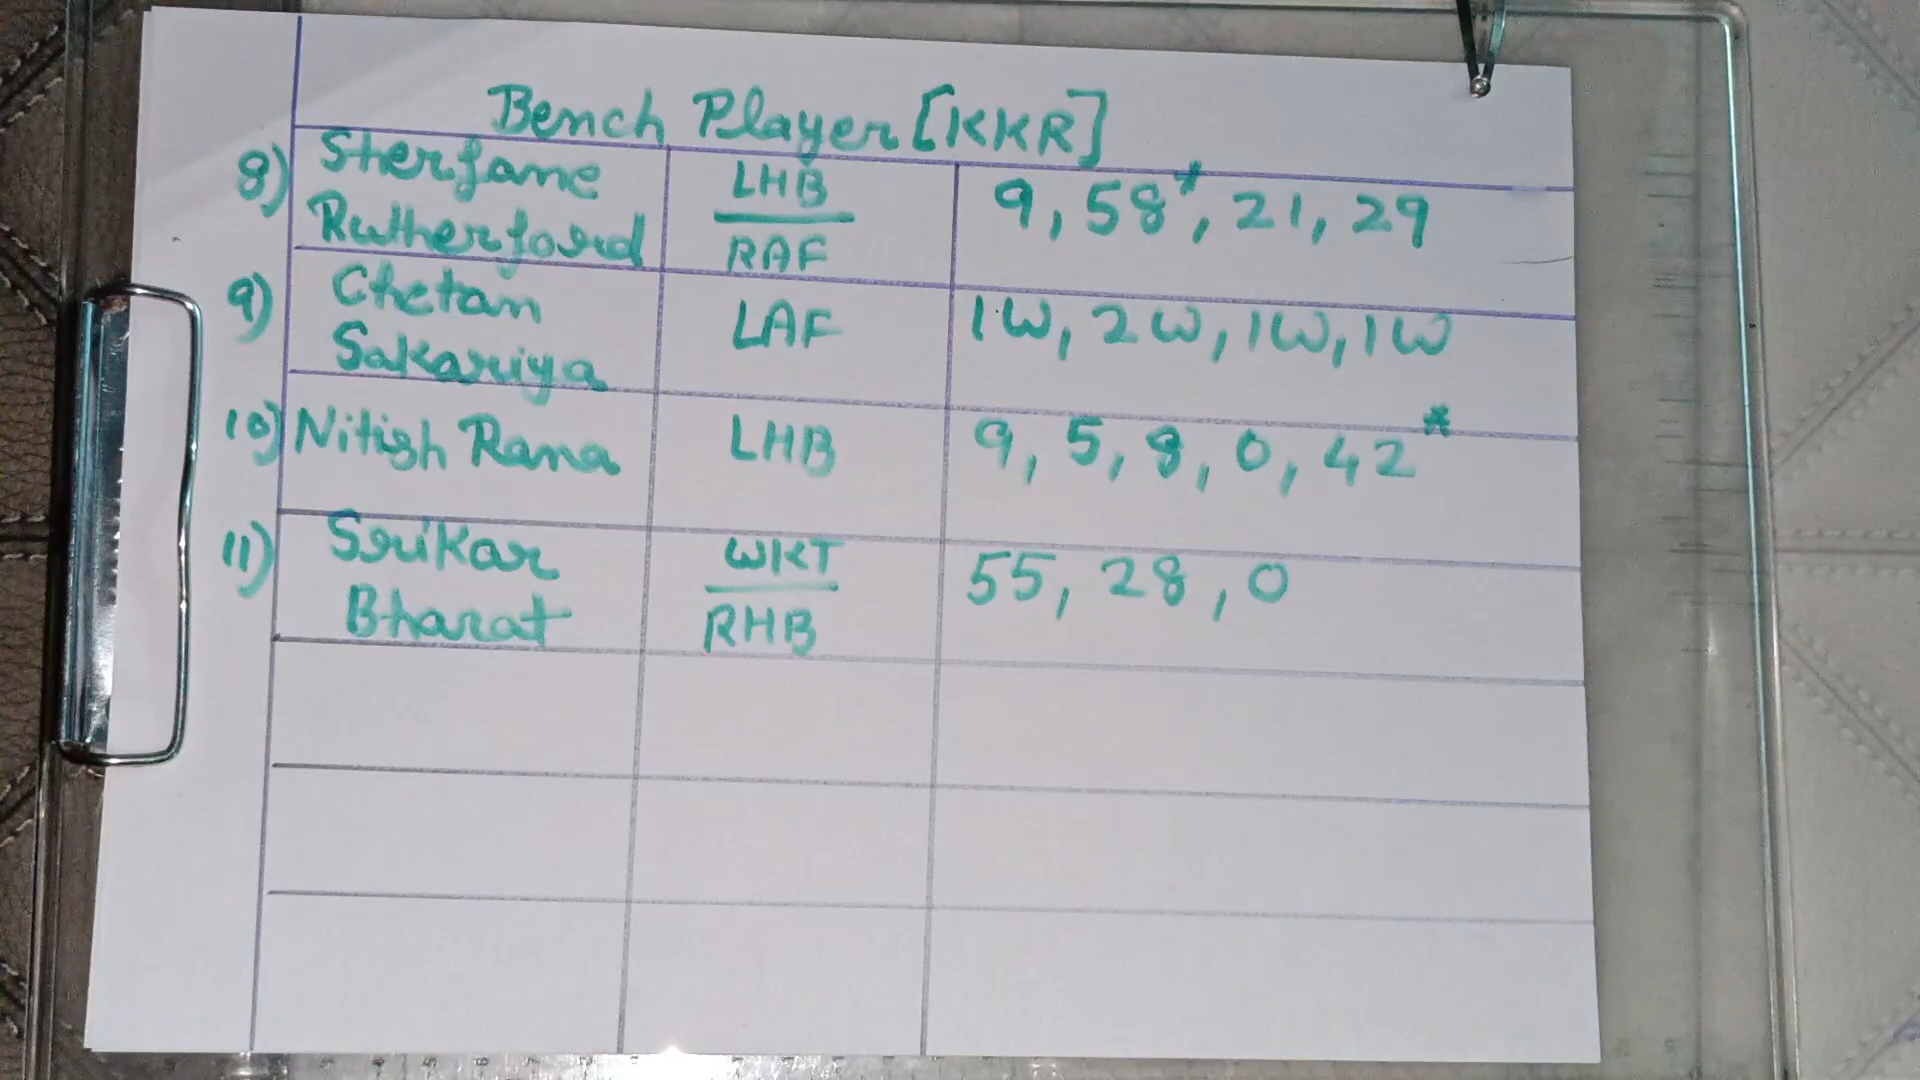 Bench Player [KKR]
8) Sherfane Rutherford LHB/RAF 9, 58*, 21, 29
9) Chetan Sakariya LAF 1W, 2W, 1W, 1W
10) Nitish Rana LHB 9, 5, 8, 0, 42*
11) Srikar Bharat WKT/RHB 55, 28, 0